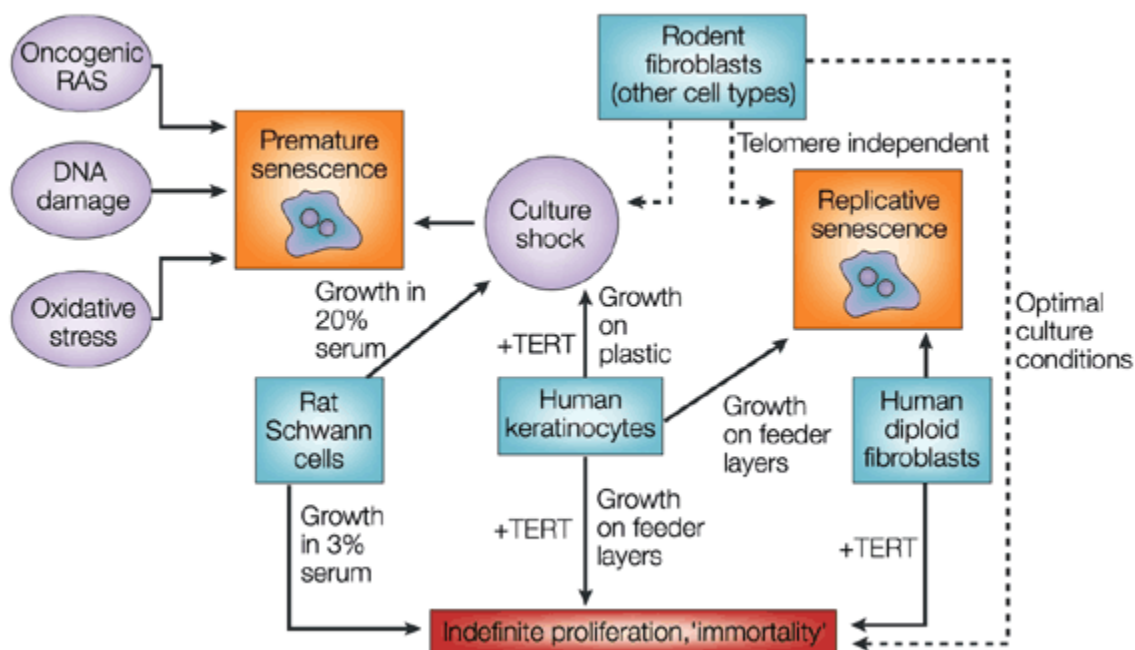 Oncogenic
RAS
DNA
damage
Oxidative
stress
Premature
senescence
Culture
shock
Rodent
fibroblasts
(other cell types)
Telomere independent
Replicative
senescence
Optimal
culture
conditions
Growth in
20%
serum
+TERT
Growth
on
plastic
Growth
on feeder
layers
Rat
Schwann
cells
Human
keratinocytes
Human
diploid
fibroblasts
Growth
in 3%
serum
+TERT
Growth
on feeder
layers
+TERT
Indefinite proliferation,'immortality'